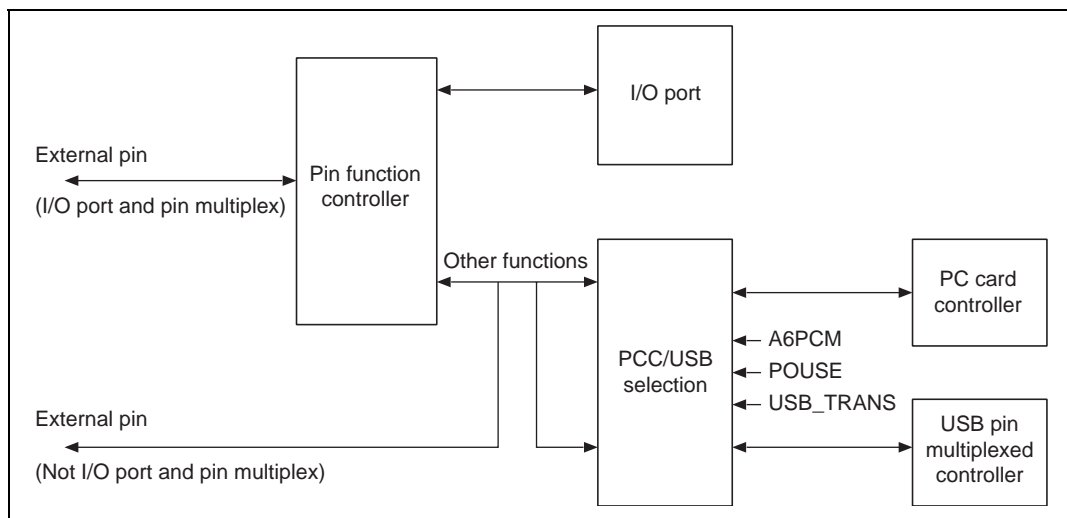 I/O port
External pin
(I/O port and pin multiplex)
Pin function
controller
Other functions
PCC/USB
selection
PC card
controller
A6PCM
POUSE
USB_TRANS
External pin
(Not I/O port and pin multiplex)
USB pin
multiplexed
controller